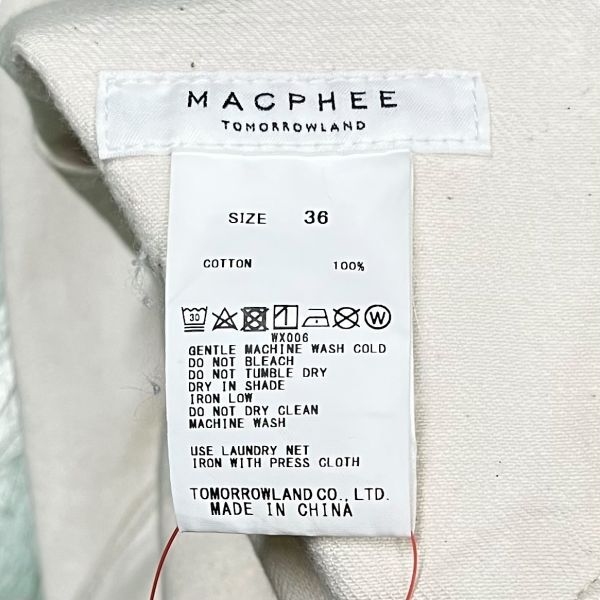 MACPHEE
TOMORROWLAND
SIZE 36
COTTON 100%
30 W
WX006
GENTLE MACHINE WASH COLD
DO NOT BLEACH
DO NOT TUMBLE DRY
DRY IN SHADE
IRON LOW
DO NOT DRY CLEAN
MACHINE WASH
USE LAUNDRY NET
IRON WITH PRESS CLOTH
TOMORROWLAND CO., LTD.
MADE IN CHINA